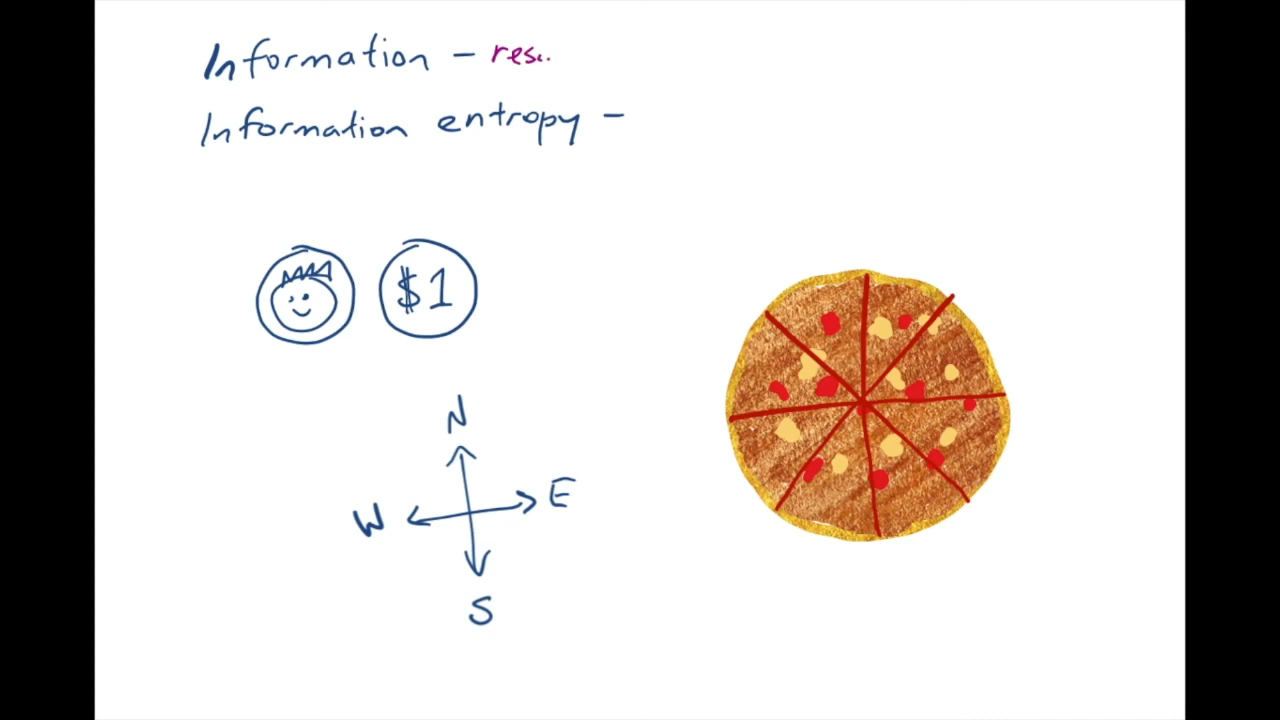 Information – res
Information entropy –
$1
N
W E
S